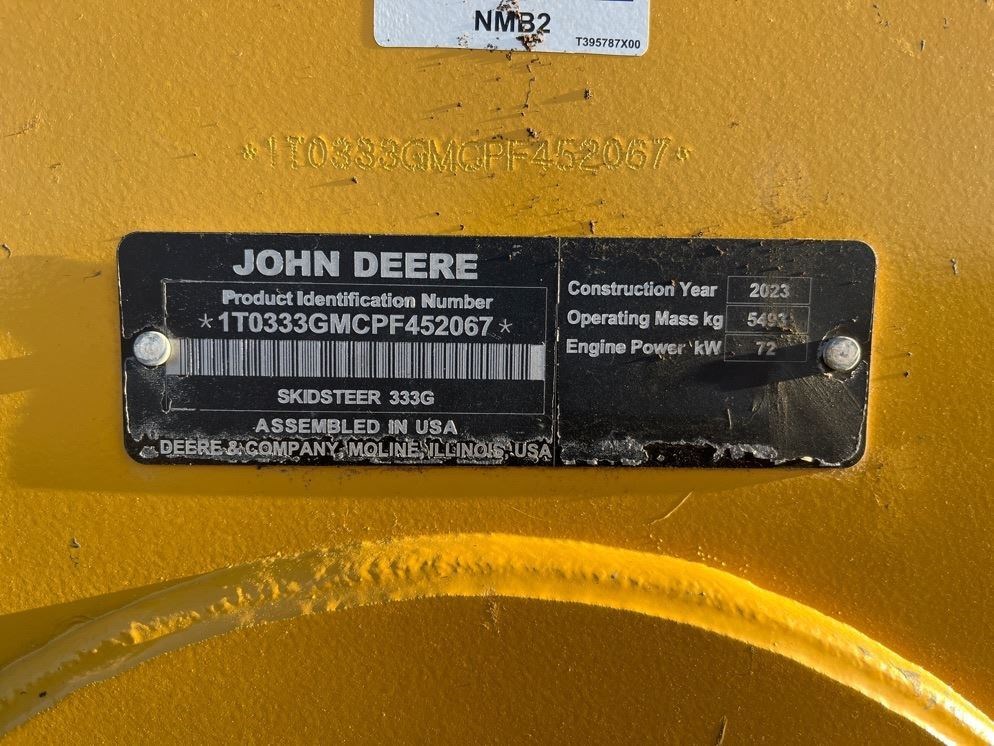 NMB2
T395787X00
*1T0333GMCPF452067*
JOHN DEERE
Product Identification Number
*1T0333GMCPF452067*
SKIDSTEER 333G
ASSEMBLED IN USA
DEERE & COMPANY, MOLINE, ILLINOIS, USA
Construction Year 2023
Operating Mass kg 5493
Engine Power kW 72